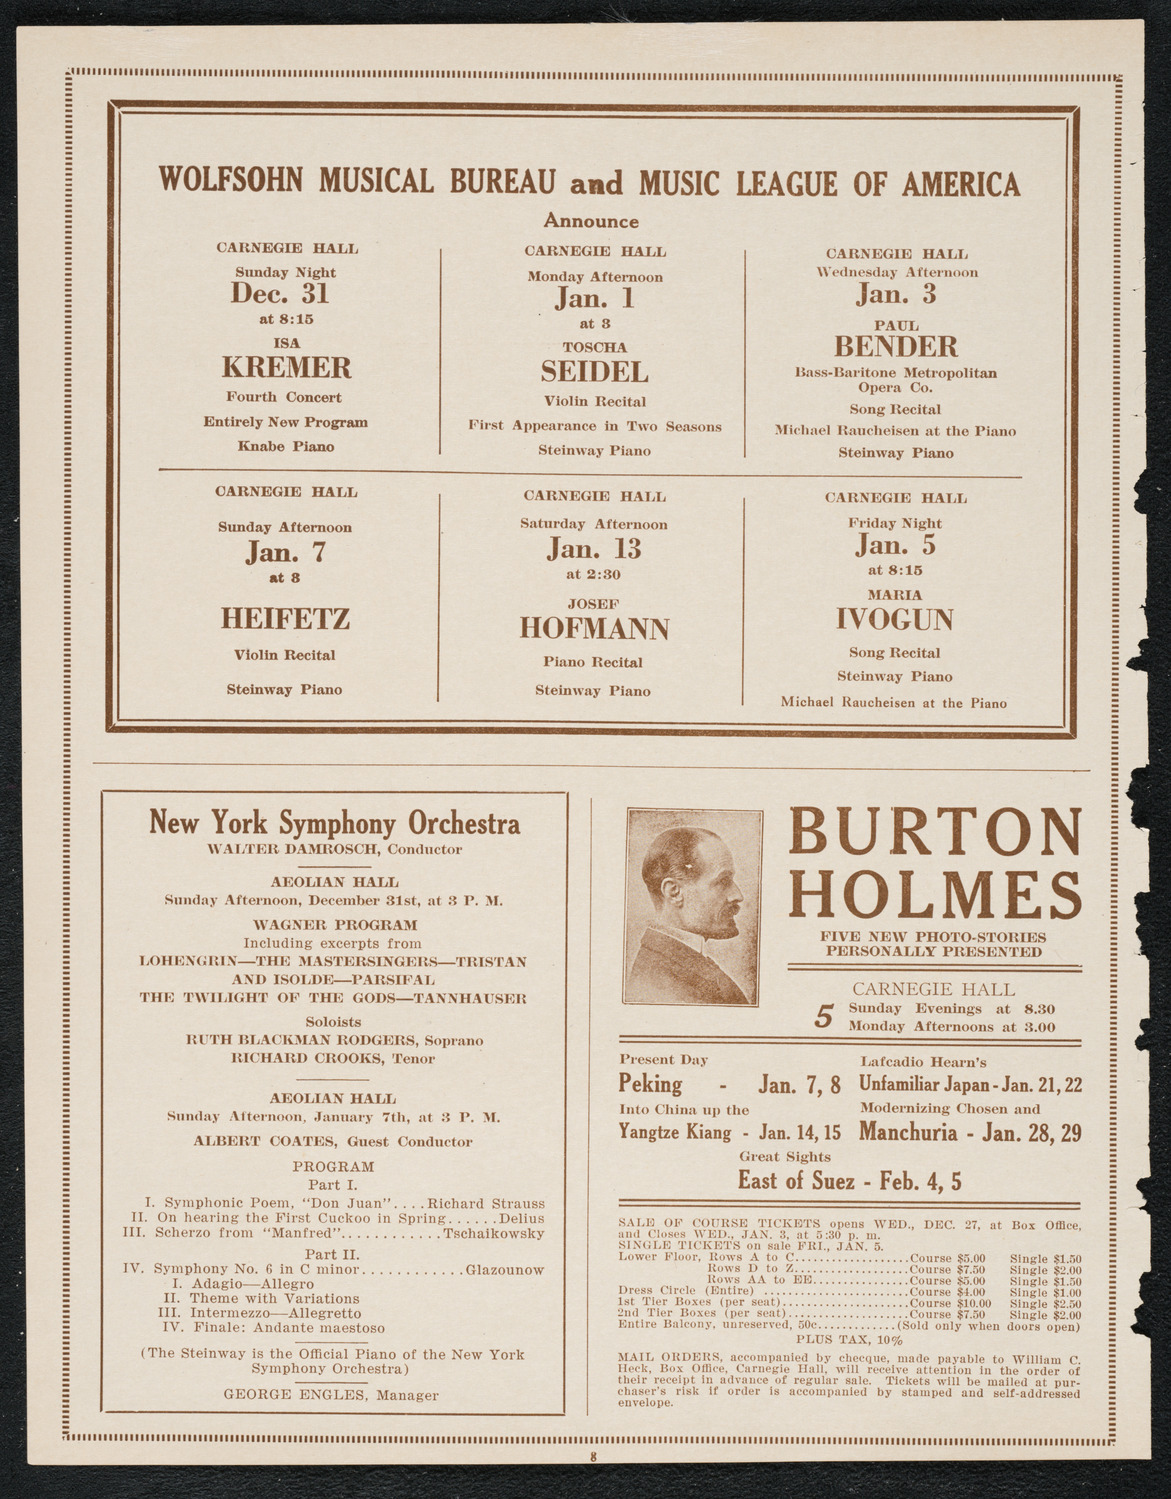 WOLFSOHN MUSICAL BUREAU and MUSIC LEAGUE OF AMERICA
Announce
CARNEGIE HALL
Sunday Night
Dec. 31
at 8:15
ISA
KREMER
Fourth Concert
Entirely New Program
Knabe Piano
CARNEGIE HALL
Monday Afternoon
Jan. 1
at 3
TOSCHA
SEIDEL
Violin Recital
First Appearance in Two Seasons
Steinway Piano
CARNEGIE HALL
Wednesday Afternoon
Jan. 3
PAUL
BENDER
Bass-Baritone Metropolitan
Opera Co.
Song Recital
Michael Raucheisen at the Piano
Steinway Piano
CARNEGIE HALL
Sunday Afternoon
Jan. 7
at 3
HEIFETZ
Violin Recital
Steinway Piano
CARNEGIE HALL
Saturday Afternoon
Jan. 13
at 2:30
JOSEF
HOFMANN
Piano Recital
Steinway Piano
CARNEGIE HALL
Friday Night
Jan. 5
at 8:15
MARIA
IVOGUN
Song Recital
Steinway Piano
Michael Raucheisen at the Piano
New York Symphony Orchestra
WALTER DAMROSCH, Conductor
AEOLIAN HALL
Sunday Afternoon, December 31st, at 3 P. M.
WAGNER PROGRAM
Including excerpts from
LOHENGRIN—THE MASTERSINGERS—TRISTAN
AND ISOLDE—PARSIFAL
THE TWILIGHT OF THE GODS—TANNHAUSER
Soloists
RUTH BLACKMAN RODGERS, Soprano
RICHARD CROOKS, Tenor
AEOLIAN HALL
Sunday Afternoon, January 7th, at 3 P. M.
ALBERT COATES, Guest Conductor
PROGRAM
Part I.
I. Symphonic Poem, "Don Juan"....Richard Strauss
II. On hearing the First Cuckoo in Spring......Delius
III. Scherzo from "Manfred"............Tschaikowsky
Part II.
IV. Symphony No. 6 in C minor............Glazounow
I. Adagio—Allegro
II. Theme with Variations
III. Intermezzo—Allegretto
IV. Finale: Andante maestoso
(The Steinway is the Official Piano of the New York
Symphony Orchestra)
GEORGE ENGLES, Manager
BURTON
HOLMES
FIVE NEW PHOTO-STORIES
PERSONALLY PRESENTED
CARNEGIE HALL
5 Sunday Evenings at 8.30
Monday Afternoons at 3.00
Present Day
Peking - Jan. 7, 8
Lafcadio Hearn's
Unfamiliar Japan - Jan. 21, 22
Into China up the
Yangtze Kiang - Jan. 14, 15
Modernizing Chosen and
Manchuria - Jan. 28, 29
Great Sights
East of Suez - Feb. 4, 5
SALE OF COURSE TICKETS opens WED., DEC. 27, at Box Office,
and Closes WED., JAN. 3, at 5:30 p. m.
SINGLE TICKETS on sale FRI., JAN. 5.
Lower Floor, Rows A to C..................Course $5.00 Single $1.50
Rows D to Z..................Course $7.50 Single $2.00
Rows AA to EE...............Course $5.00 Single $1.50
Dress Circle (Entire) .......................Course $4.00 Single $1.00
1st Tier Boxes (per seat)....................Course $10.00 Single $2.50
2nd Tier Boxes (per seat)...................Course $7.50 Single $2.00
Entire Balcony, unreserved, 50c.............(Sold only when doors open)
PLUS TAX, 10%
MAIL ORDERS, accompanied by checque, made payable to William C.
Heck, Box Office, Carnegie Hall, will receive attention in the order of
their receipt in advance of regular sale. Tickets will be mailed at pur-
chaser's risk if order is accompanied by stamped and self-addressed
envelope.
8